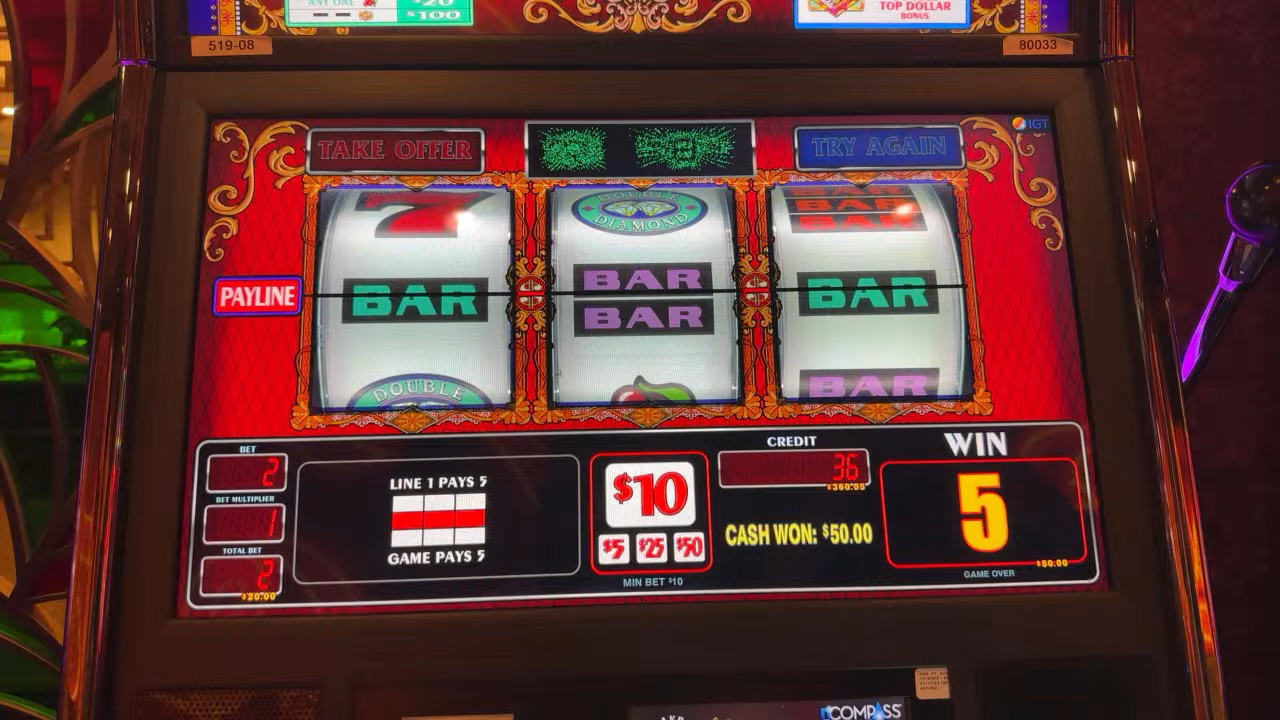 ANY ONE
$20
$100
TOP DOLLAR
BONUS
519-08
80033
IGT
TAKE OFFER
TRY AGAIN
7
DOUBLE
DIAMOND
BAR
BAR
BAR
PAYLINE
BAR
BAR
BAR
BAR
DOUBLE
BAR
BET
2
BET MULTIPLIER
1
TOTAL BET
2
$20.00
LINE 1 PAYS 5
GAME PAYS 5
$10
$5 $25 $50
MIN BET $10
CREDIT
36
$360.05
CASH WON: $50.00
WIN
5
$50.00
GAME OVER
COMPASS